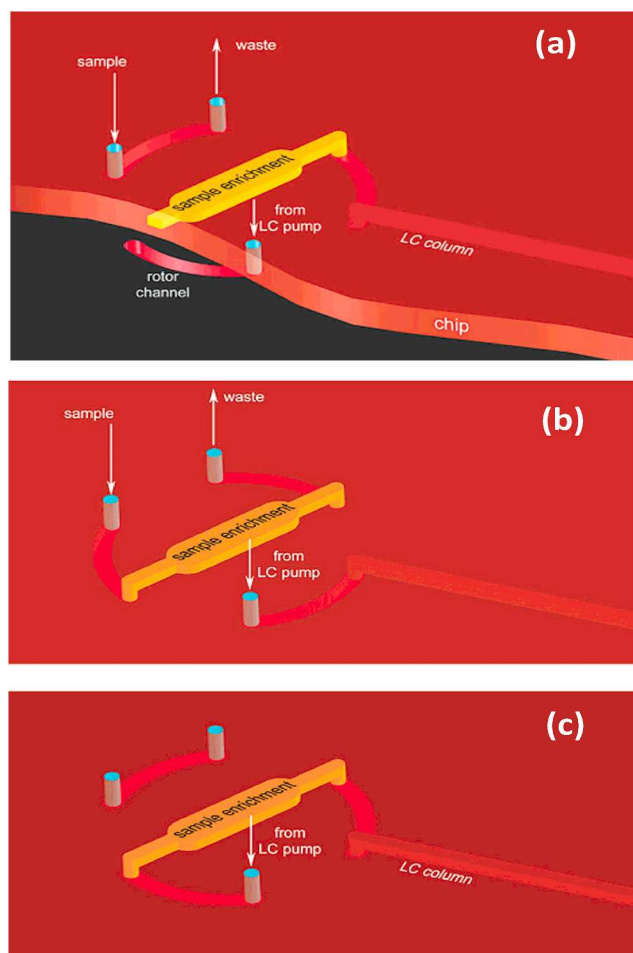 (a)
waste
sample
sample enrichment
from
LC pump
LC column
rotor
channel
chip
(b)
waste
sample
sample enrichment
from
LC pump
(c)
sample enrichment
from
LC pump
LC column